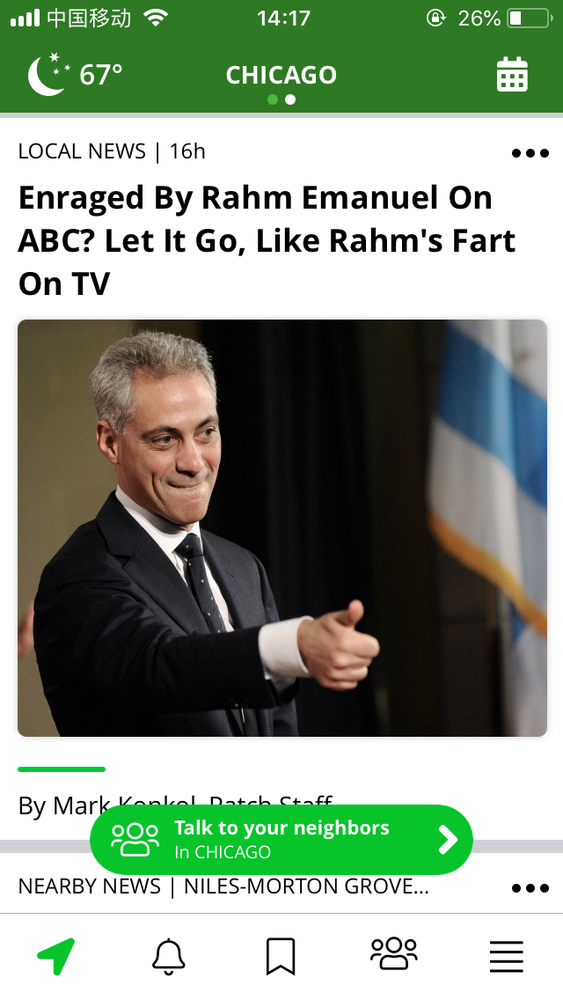 中国移动
14:17
26%
67°
CHICAGO
LOCAL NEWS | 16h
Enraged By Rahm Emanuel On
ABC? Let It Go, Like Rahm's Fart
On TV
By Mark Konkol, Patch Staff
Talk to your neighbors
In CHICAGO
NEARBY NEWS | NILES-MORTON GROVE...